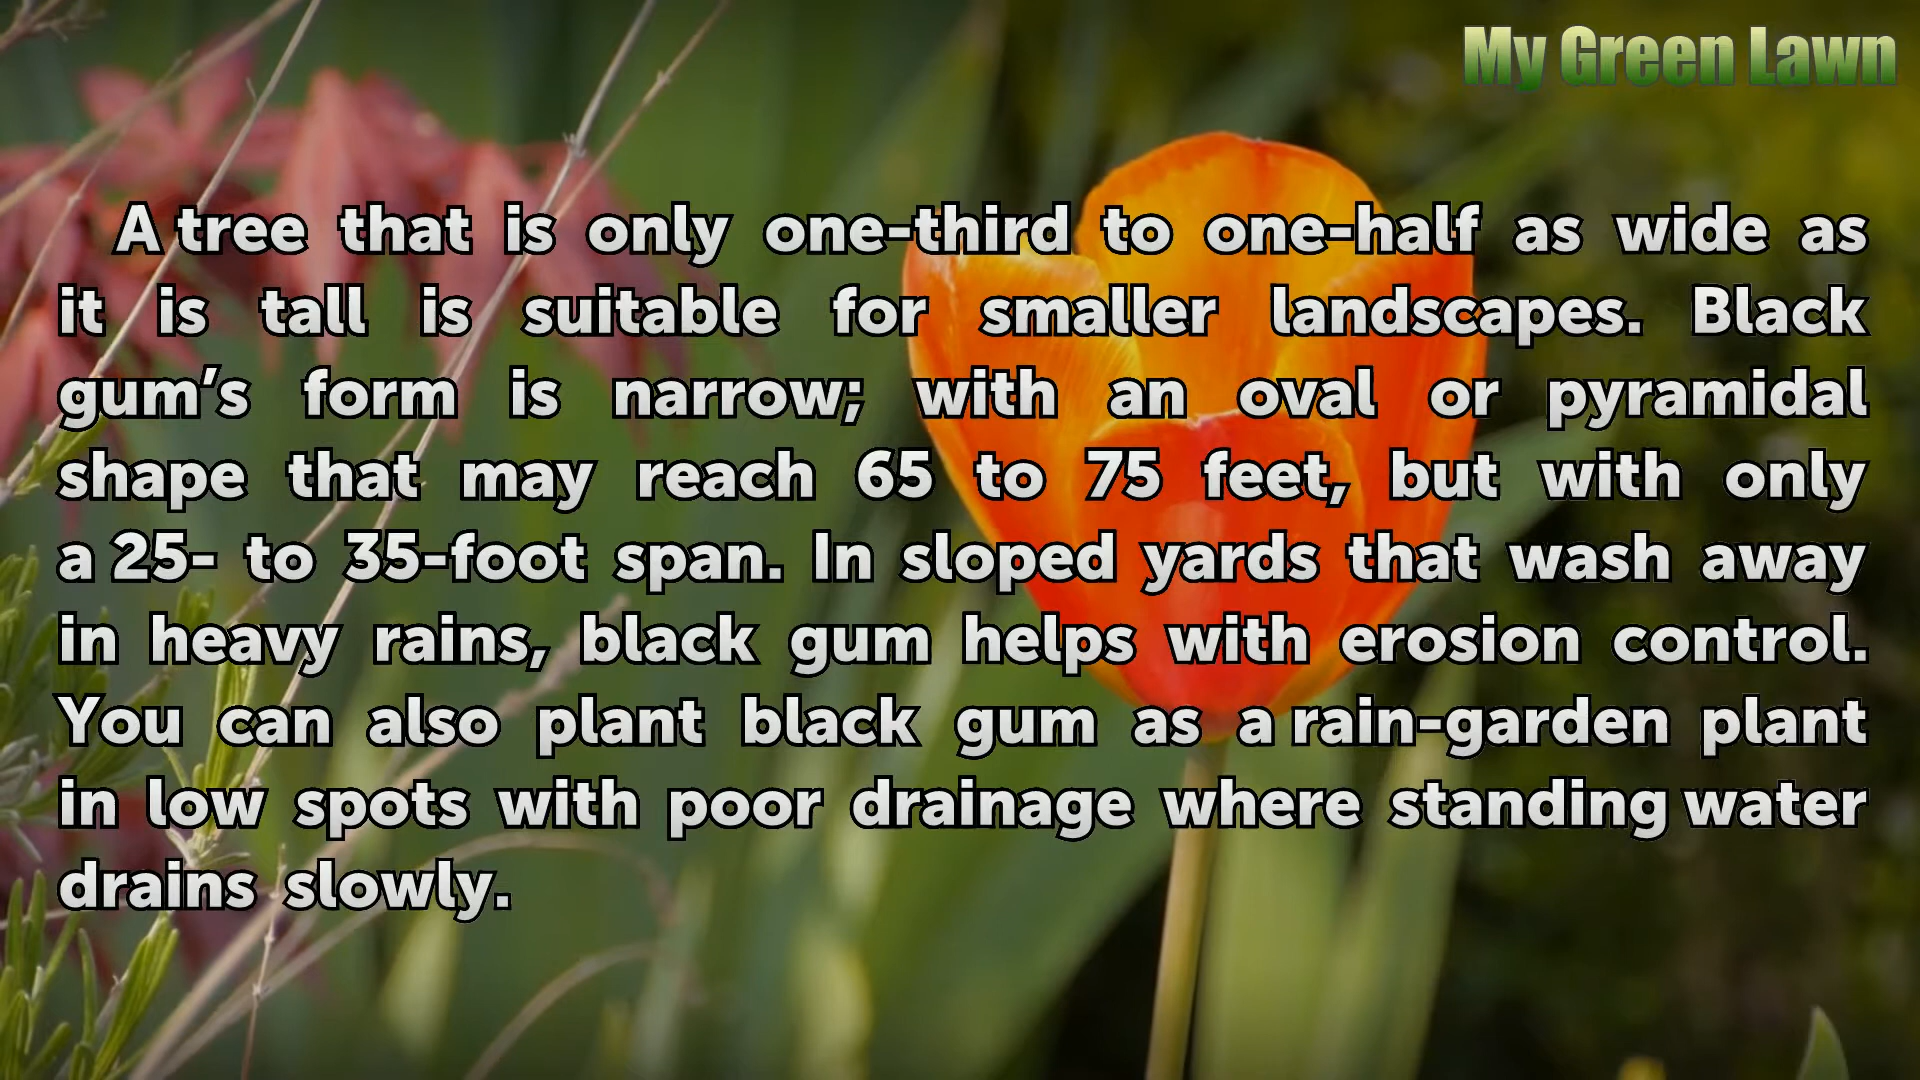 My Green Lawn
A tree that is only one-third to one-half as wide as
it is tall is suitable for smaller landscapes. Black
gum’s form is narrow; with an oval or pyramidal
shape that may reach 65 to 75 feet, but with only
a 25- to 35-foot span. In sloped yards that wash away
in heavy rains, black gum helps with erosion control.
You can also plant black gum as a rain-garden plant
in low spots with poor drainage where standing water
drains slowly.